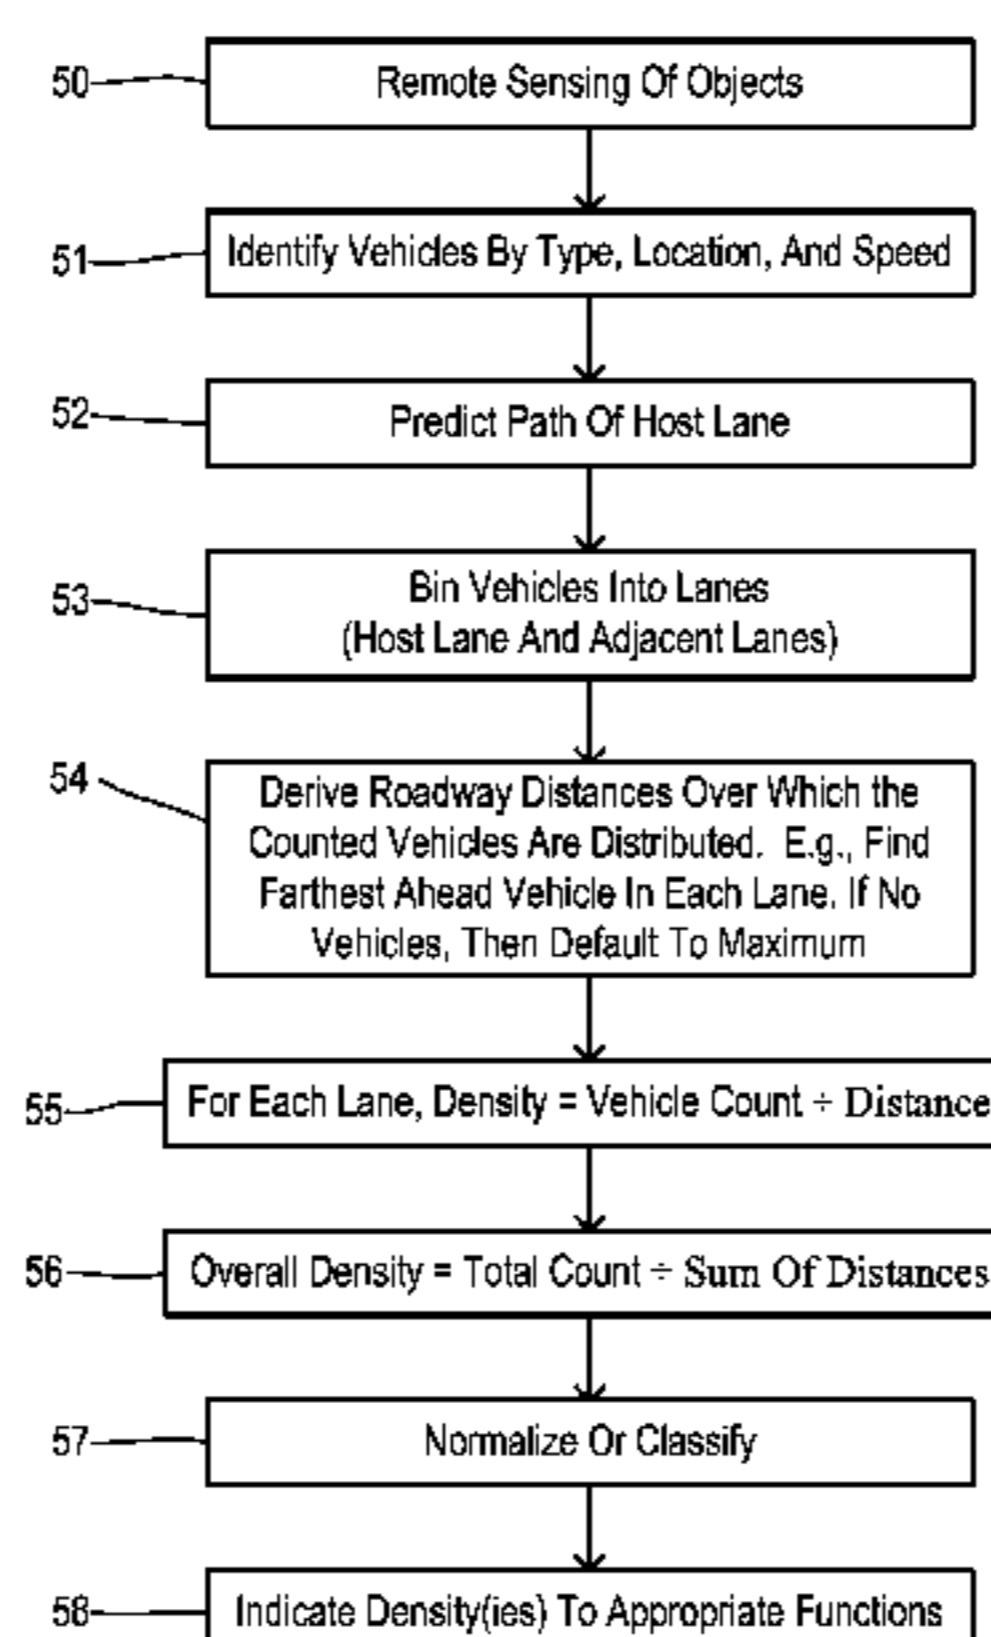 50
Remote Sensing Of Objects
51
Identify Vehicles By Type, Location, And Speed
52
Predict Path Of Host Lane
53
Bin Vehicles Into Lanes
(Host Lane And Adjacent Lanes)
54
Derive Roadway Distances Over Which the
Counted Vehicles Are Distributed. E.g., Find
Farthest Ahead Vehicle In Each Lane. If No
Vehicles, Then Default To Maximum
55
For Each Lane, Density = Vehicle Count ÷ Distance
56
Overall Density = Total Count ÷ Sum Of Distances
57
Normalize Or Classify
58
Indicate Density(ies) To Appropriate Functions